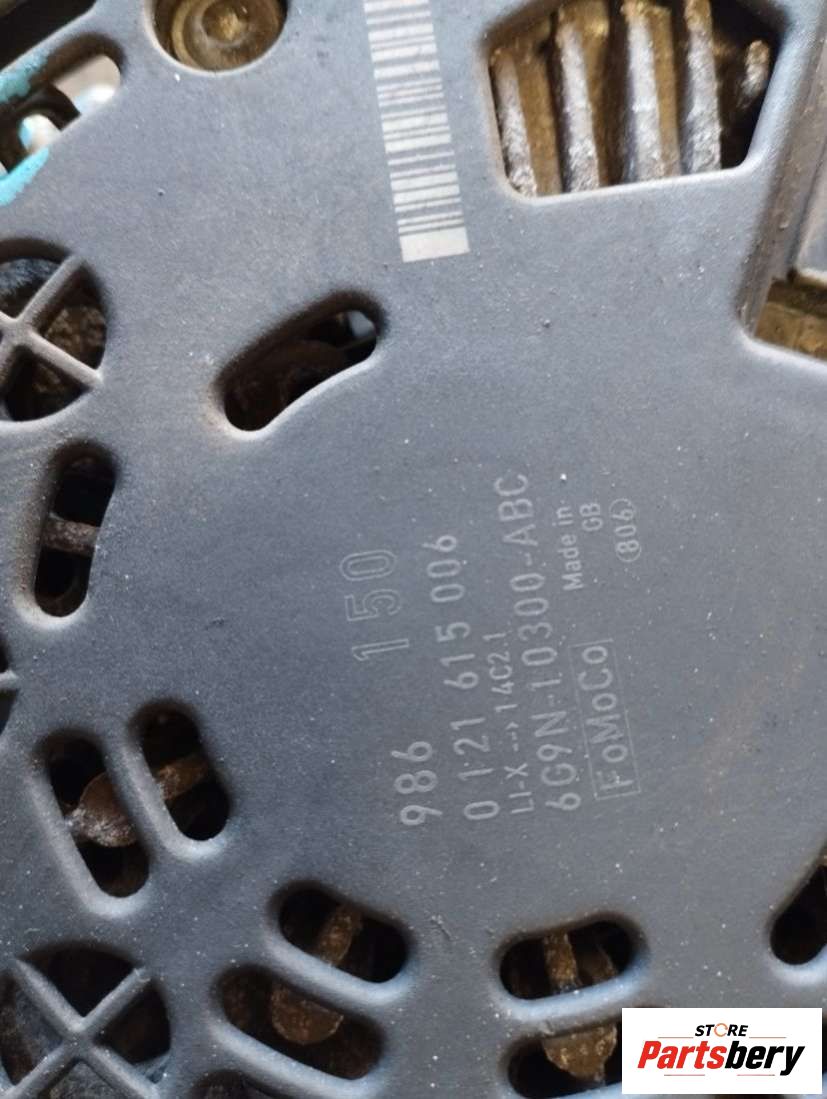 986 150
0 121 615 006
LI-X --> 14C2.1
6G9N-10300-ABC
FoMoCo
Made in
GB
806
STORE
Partsbery